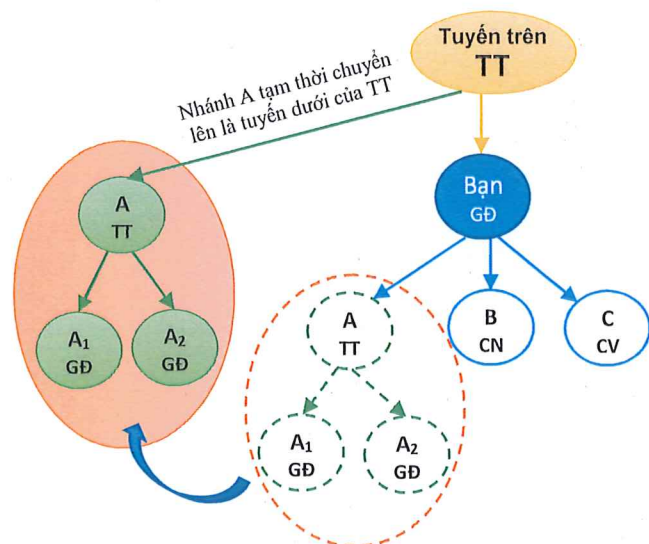 Tuyến trên
TT
Nhánh A tạm thời chuyển
lên là tuyến dưới của TT
Bạn
GĐ
A
TT
A₁
GĐ
A₂
GĐ
A
TT
B
CN
C
CV
A₁
GĐ
A₂
GĐ